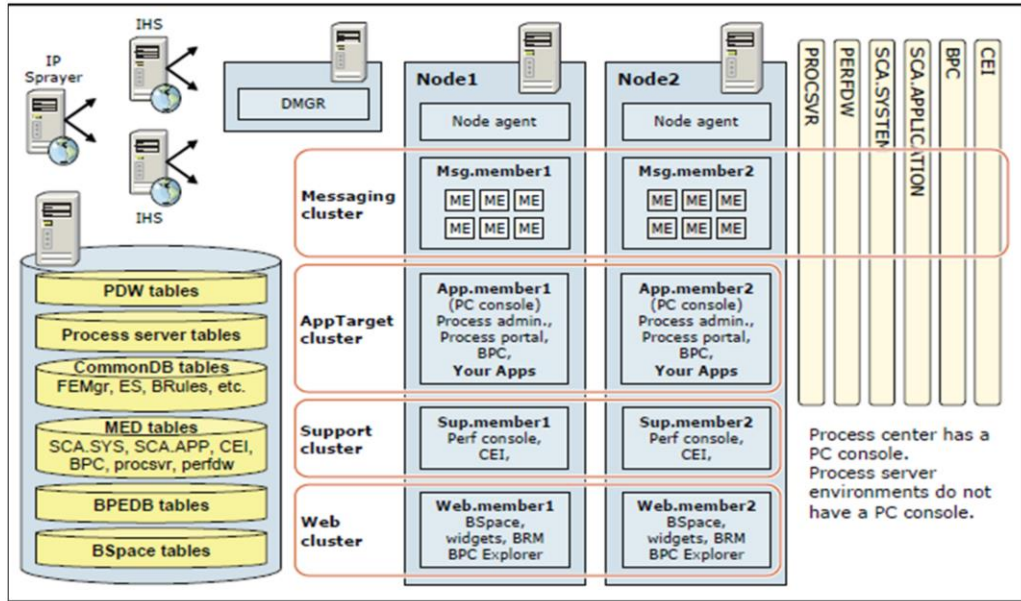 IHS
IP
Sprayer
IHS
DMGR
Node1
Node agent
Node2
Node agent
PROCSVR
PERFDW
SCA.SYSTEM
SCA.APPLICATION
BPC
CEI
Messaging
cluster
Msg.member1
ME ME ME
ME ME ME
Msg.member2
ME ME ME
ME ME ME
AppTarget
cluster
App.member1
(PC console)
Process admin.,
Process portal,
BPC,
Your Apps
App.member2
(PC console)
Process admin.,
Process portal,
BPC,
Your Apps
Support
cluster
Sup.member1
Perf console,
CEI,
Sup.member2
Perf console,
CEI,
Web
cluster
Web.member1
BSpace,
widgets, BRM
BPC Explorer
Web.member2
BSpace,
widgets, BRM
BPC Explorer
PDW tables
Process server tables
CommonDB tables
FEMgr, ES, BRules, etc.
MED tables
SCA.SYS, SCA.APP, CEI,
BPC, procsvr, perfdw
BPEDB tables
BSpace tables
Process center has a
PC console.
Process server
environments do not
have a PC console.